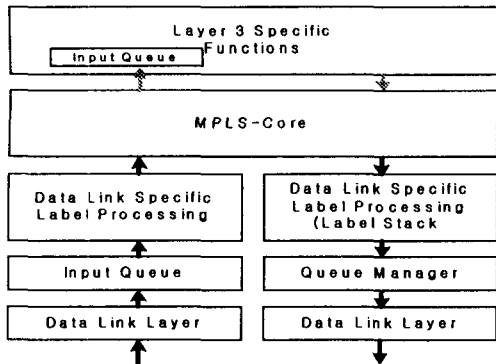 Layer 3 Specific
Functions
Input Queue
MPLS-Core
Data Link Specific
Label Processing
Data Link Specific
Label Processing
(Label Stack
Input Queue
Queue Manager
Data Link Layer
Data Link Layer